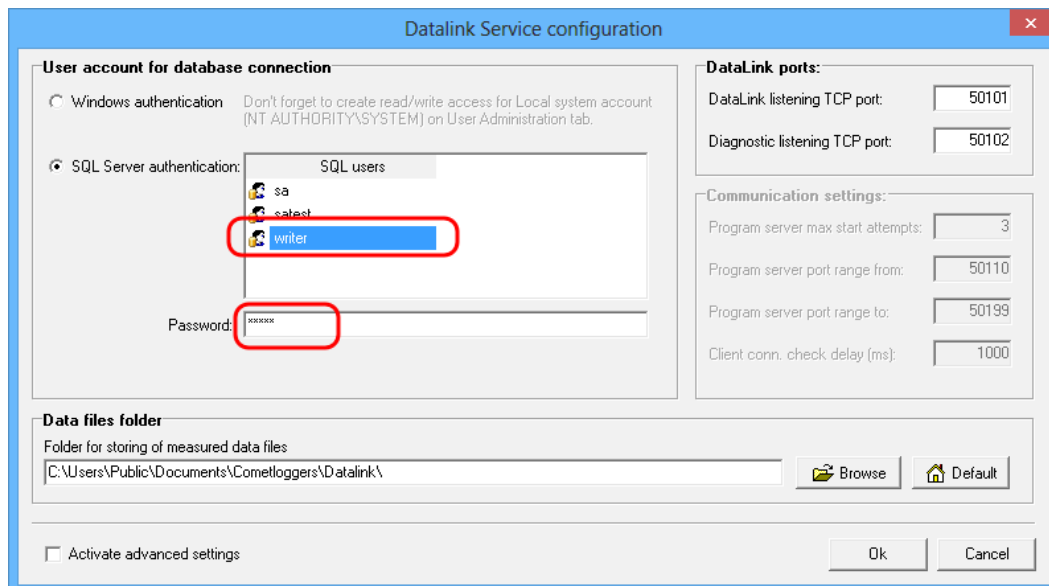 Datalink Service configuration
User account for database connection
Windows authentication
Don't forget to create read/write access for Local system account
(NT AUTHORITY\SYSTEM) on User Administration tab.
SQL Server authentication:
SQL users
sa
satest
writer
Password:
*****
DataLink ports:
DataLink listening TCP port: 50101
Diagnostic listening TCP port: 50102
Communication settings:
Program server max start attempts: 3
Program server port range from: 50110
Program server port range to: 50199
Client conn. check delay (ms): 1000
Data files folder
Folder for storing of measured data files
C:\Users\Public\Documents\Cometloggers\Datalink\
Browse
Default
Activate advanced settings
Ok
Cancel